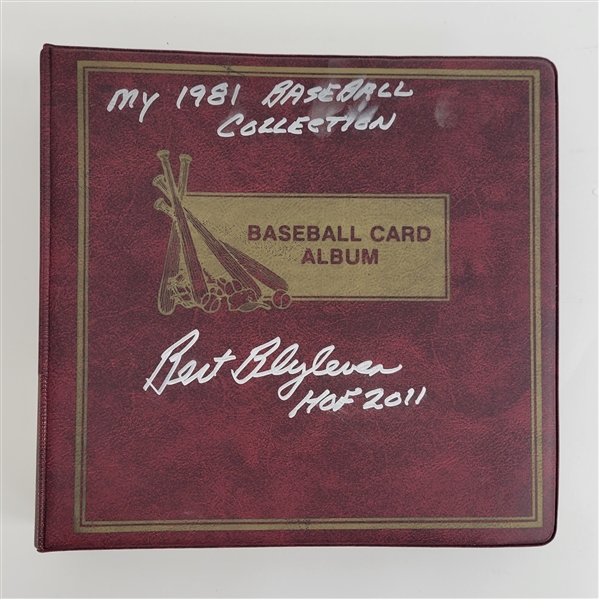 My 1981 BASEBALL
COLLECTION
BASEBALL CARD
ALBUM
Bert Blyleven
HOF 2011